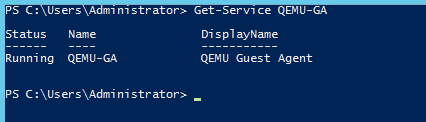 PS C:\Users\Administrator> Get-Service QEMU-GA
Status   Name               DisplayName
------   ----               -----------
Running  QEMU-GA            QEMU Guest Agent
PS C:\Users\Administrator> _